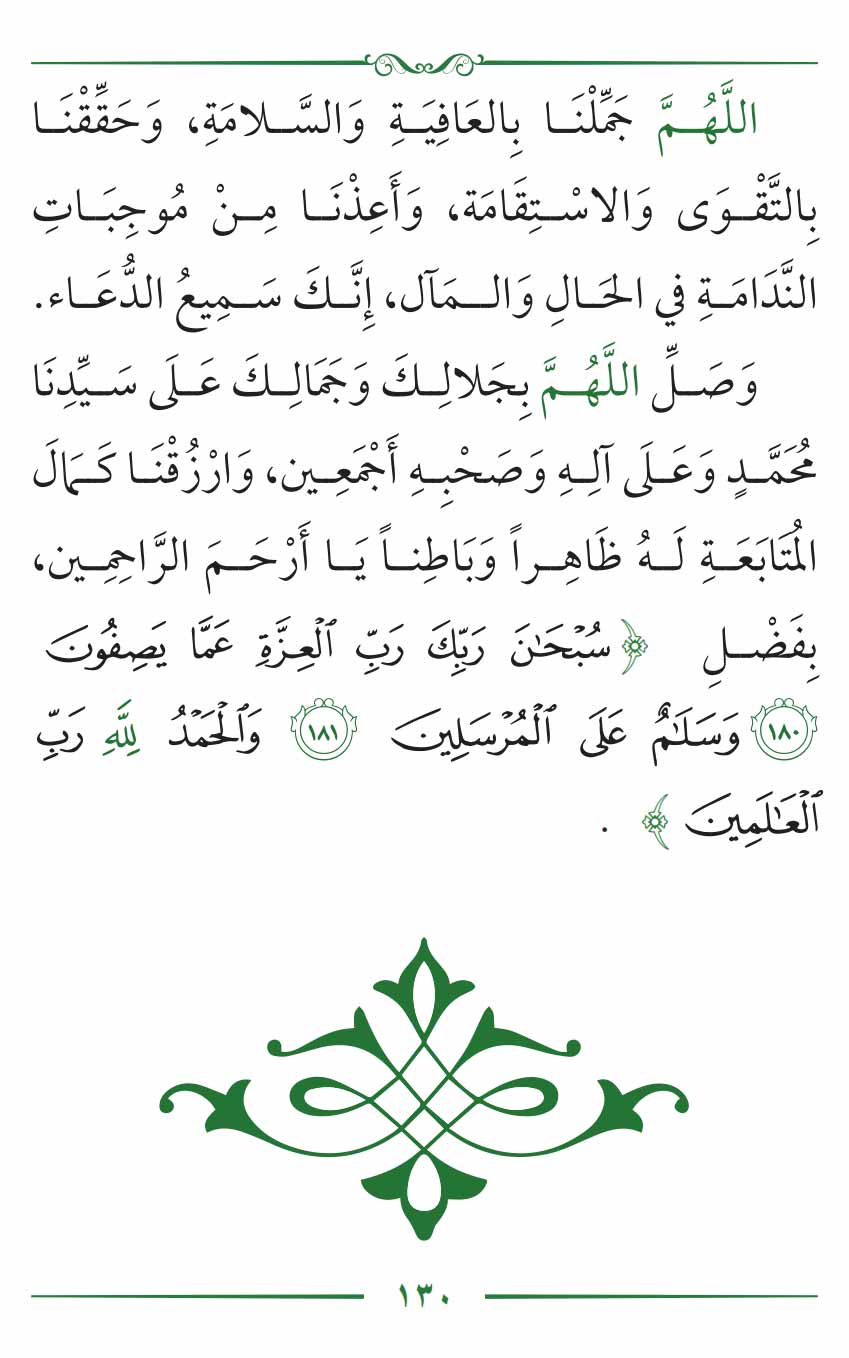 اللَّهُمَّ جَمِّلْنَا بِالعَافِيَةِ وَالسَّلامَةِ، وَحَقِّقْنَا
بِالتَّقْوَى وَالاسْتِقَامَة، وَأَعِذْنَا مِنْ مُوجِبَاتِ
النَّدَامَةِ في الحَالِ وَالمَآل، إِنَّكَ سَمِيعُ الدُّعَاء.
وَصَلِّ اللَّهُمَّ بِجَلالِكَ وَجَمَالِكَ عَلَى سَيِّدِنَا
مُحَمَّدٍ وَعَلَى آلِهِ وَصَحْبِهِ أَجْمَعِين، وَارْزُقْنَا كَمَالَ
المُتَابَعَةِ لَهُ ظَاهِراً وَبَاطِناً يَا أَرْحَمَ الرَّاحِمِين،
بِفَضْلِ ﴿سُبْحَٰنَ رَبِّكَ رَبِّ ٱلْعِزَّةِ عَمَّا يَصِفُونَ
١٨٠ وَسَلَٰمٌ عَلَى ٱلْمُرْسَلِينَ ١٨١ وَٱلْحَمْدُ لِلَّهِ رَبِّ
ٱلْعَٰلَمِينَ﴾ .
١٣٠